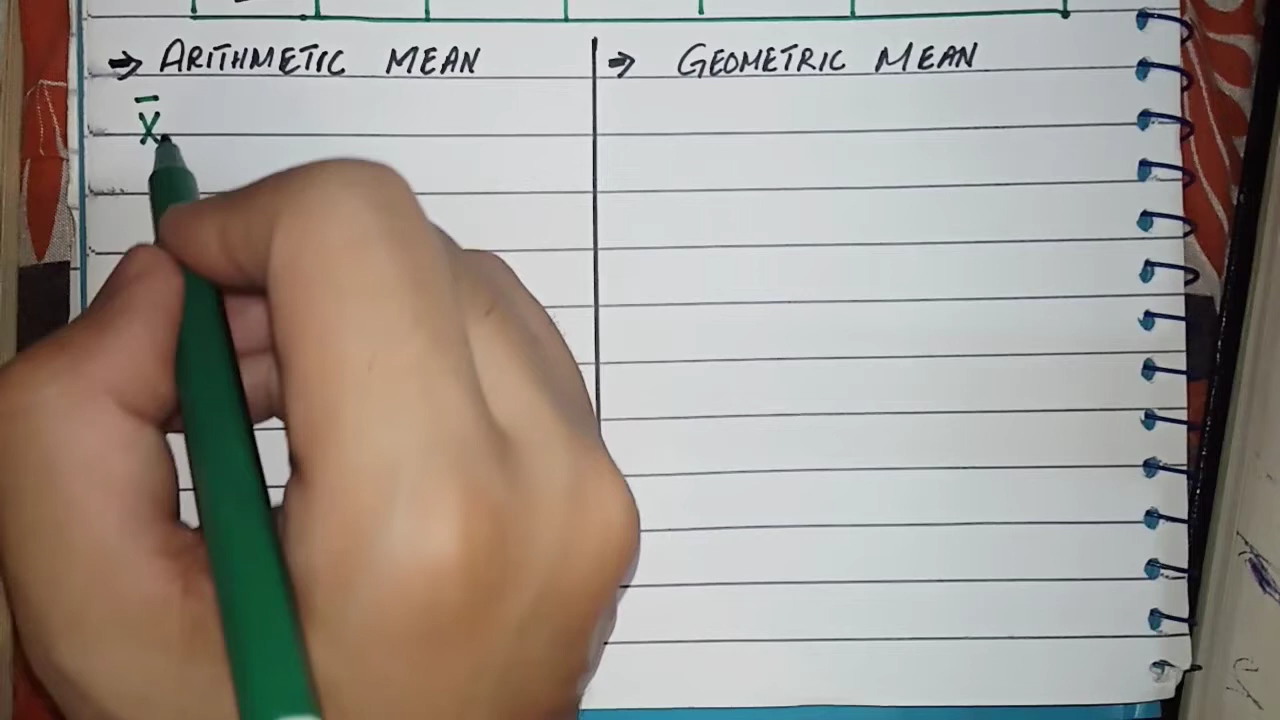 ⇒ ARITHMETIC MEAN
x̄
⇒ GEOMETRIC MEAN